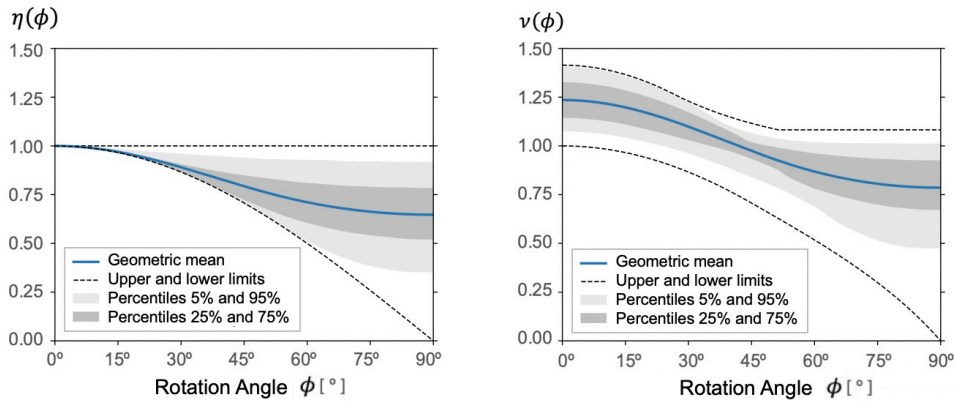 η(ϕ)
1.50
1.25
1.00
0.75
0.50
0.25
0.00
0º
15º
30º
45º
60º
75º
90º
Geometric mean
Upper and lower limits
Percentiles 5% and 95%
Percentiles 25% and 75%
Rotation Angle ϕ[°]
ν(ϕ)
1.50
1.25
1.00
0.75
0.50
0.25
0.00
0º
15º
30º
45º
60º
75º
90º
Geometric mean
Upper and lower limits
Percentiles 5% and 95%
Percentiles 25% and 75%
Rotation Angle ϕ[°]